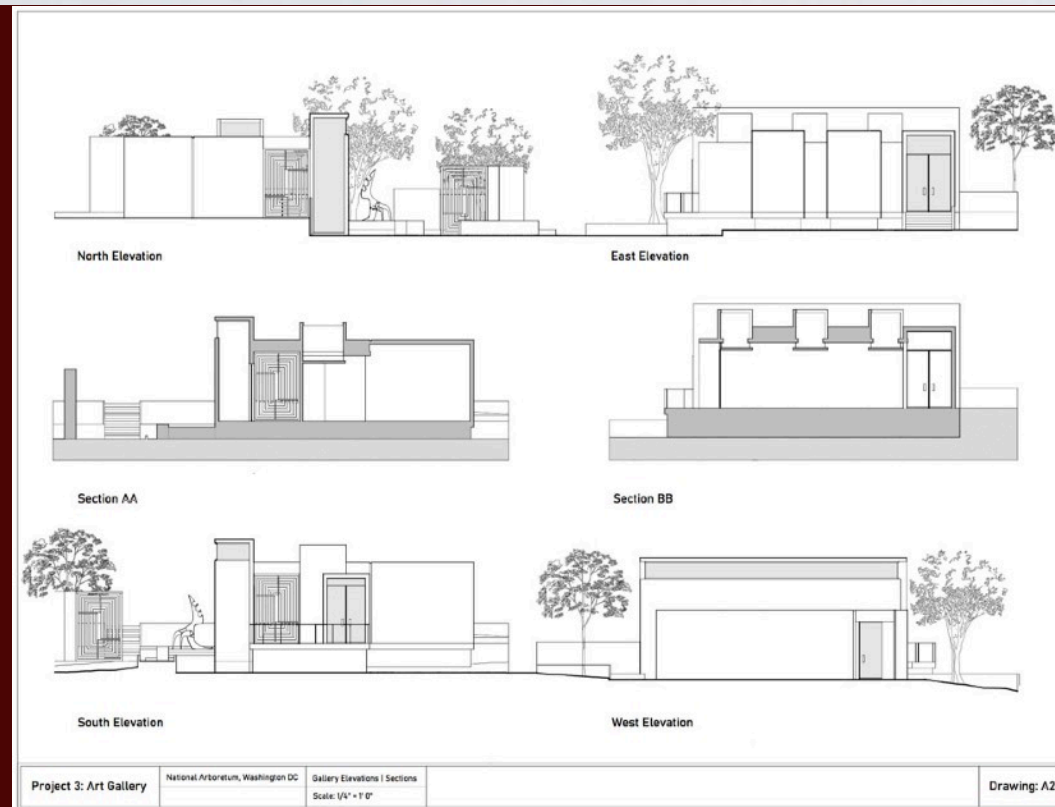 North Elevation
East Elevation
Section AA
Section BB
South Elevation
West Elevation
Project 3: Art Gallery
National Arboretum, Washington DC
Gallery Elevations | Sections
Scale: 1/4" = 1' 0"
Drawing: A2